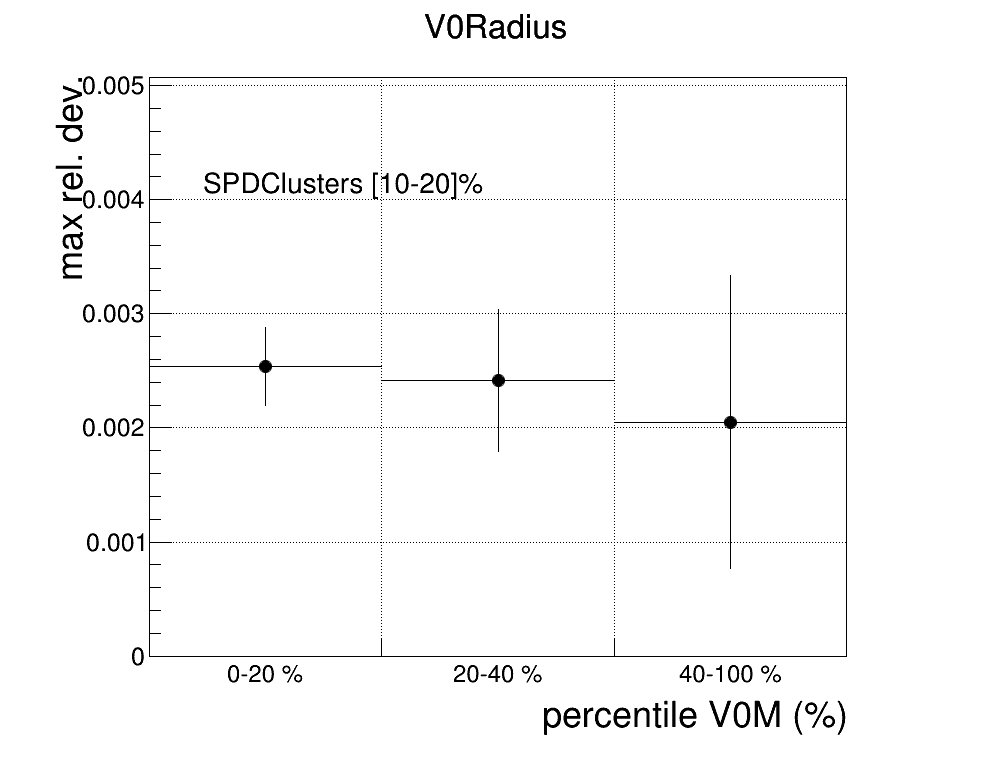 V0Radius
max rel. dev.
0.005
SPDClusters [10-20]%
0.004
0.003
0.002
0.001
0
0-20 %
20-40 %
40-100 %
percentile V0M (%)